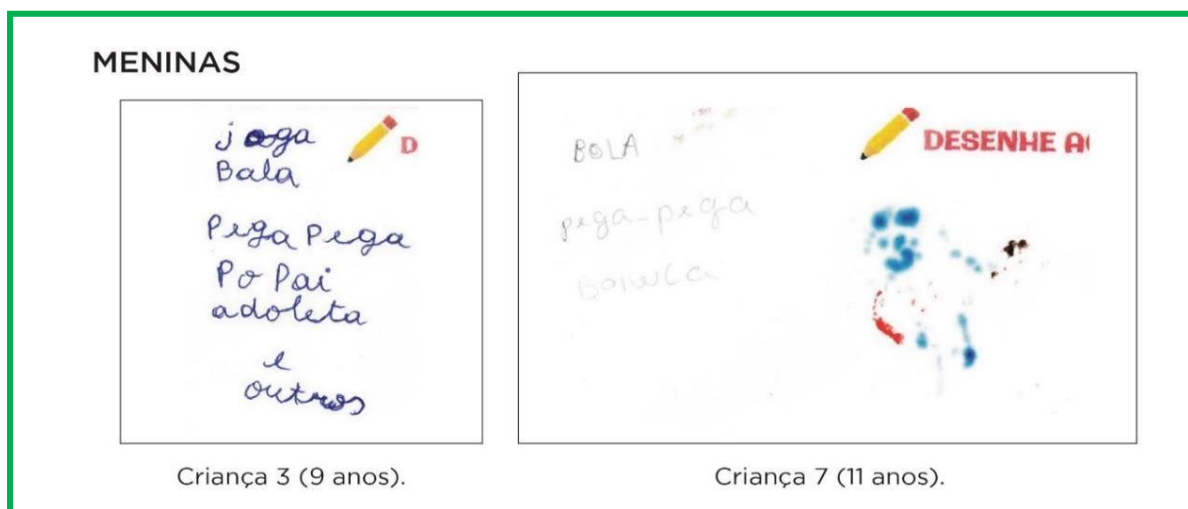 MENINAS
joga
Bala
Pega Pega
Po Pai
adoleta
e
outros
D
Criança 3 (9 anos).
BOLA
pega-pega
DESENHE A
Criança 7 (11 anos).